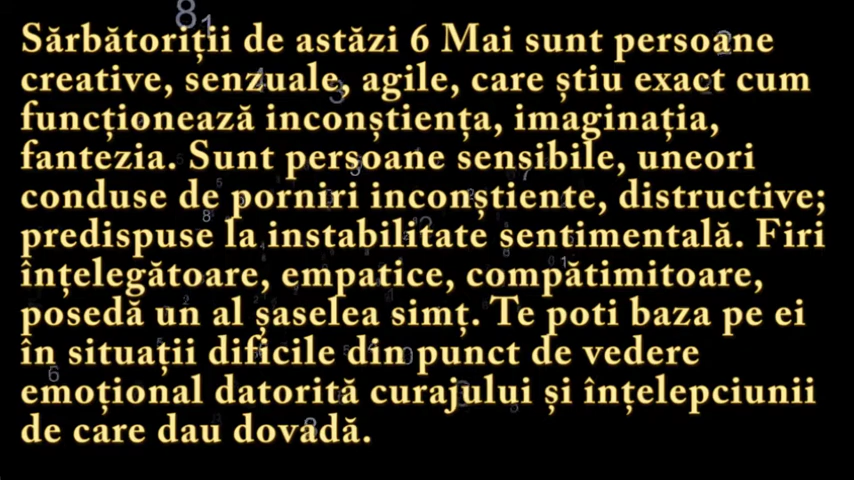 Sărbătoriții de astăzi 6 Mai sunt persoane
creative, senzuale, agile, care știu exact cum
funcționează inconștiența, imaginația,
fantezia. Sunt persoane sensibile, uneori
conduse de porniri inconștiente, distructive;
predispuse la instabilitate sentimentală. Firi
înțelegătoare, empatice, compătimitoare,
posedă un al șaselea simț. Te poti baza pe ei
în situații dificile din punct de vedere
emoțional datorită curajului și înțelepciunii
de care dau dovadă.